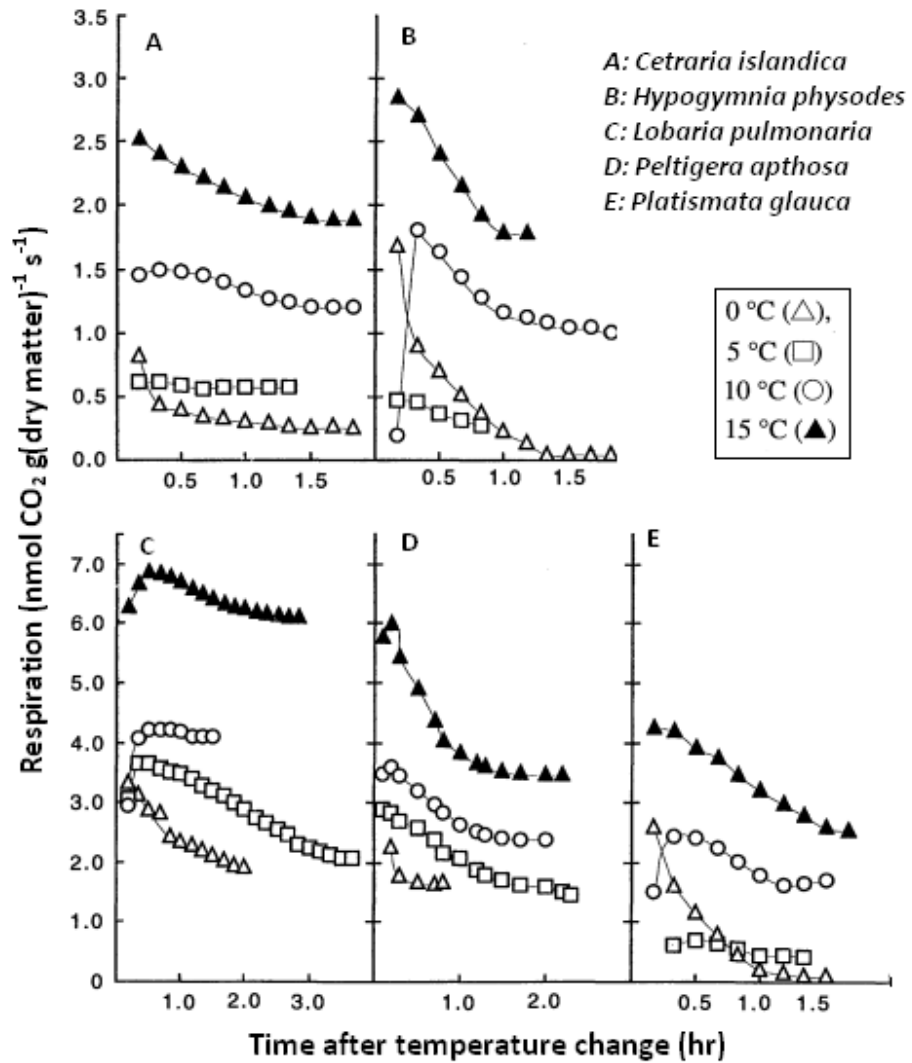 3.5
3.0
2.5
2.0
1.5
1.0
0.5
0.0
A
B
A: Cetraria islandica
B: Hypogymnia physodes
C: Lobaria pulmonaria
D: Peltigera apthosa
E: Platismata glauca
0 °C (△),
5 °C (□)
10 °C (○)
15 °C (▲)
0.5 1.0 1.5
0.5 1.0 1.5
Respiration (nmol CO₂ g(dry matter)⁻¹ s⁻¹)
7.0
6.0
5.0
4.0
3.0
2.0
1.0
0
C
D
E
1.0 2.0 3.0
1.0 2.0
0.5 1.0 1.5
Time after temperature change (hr)